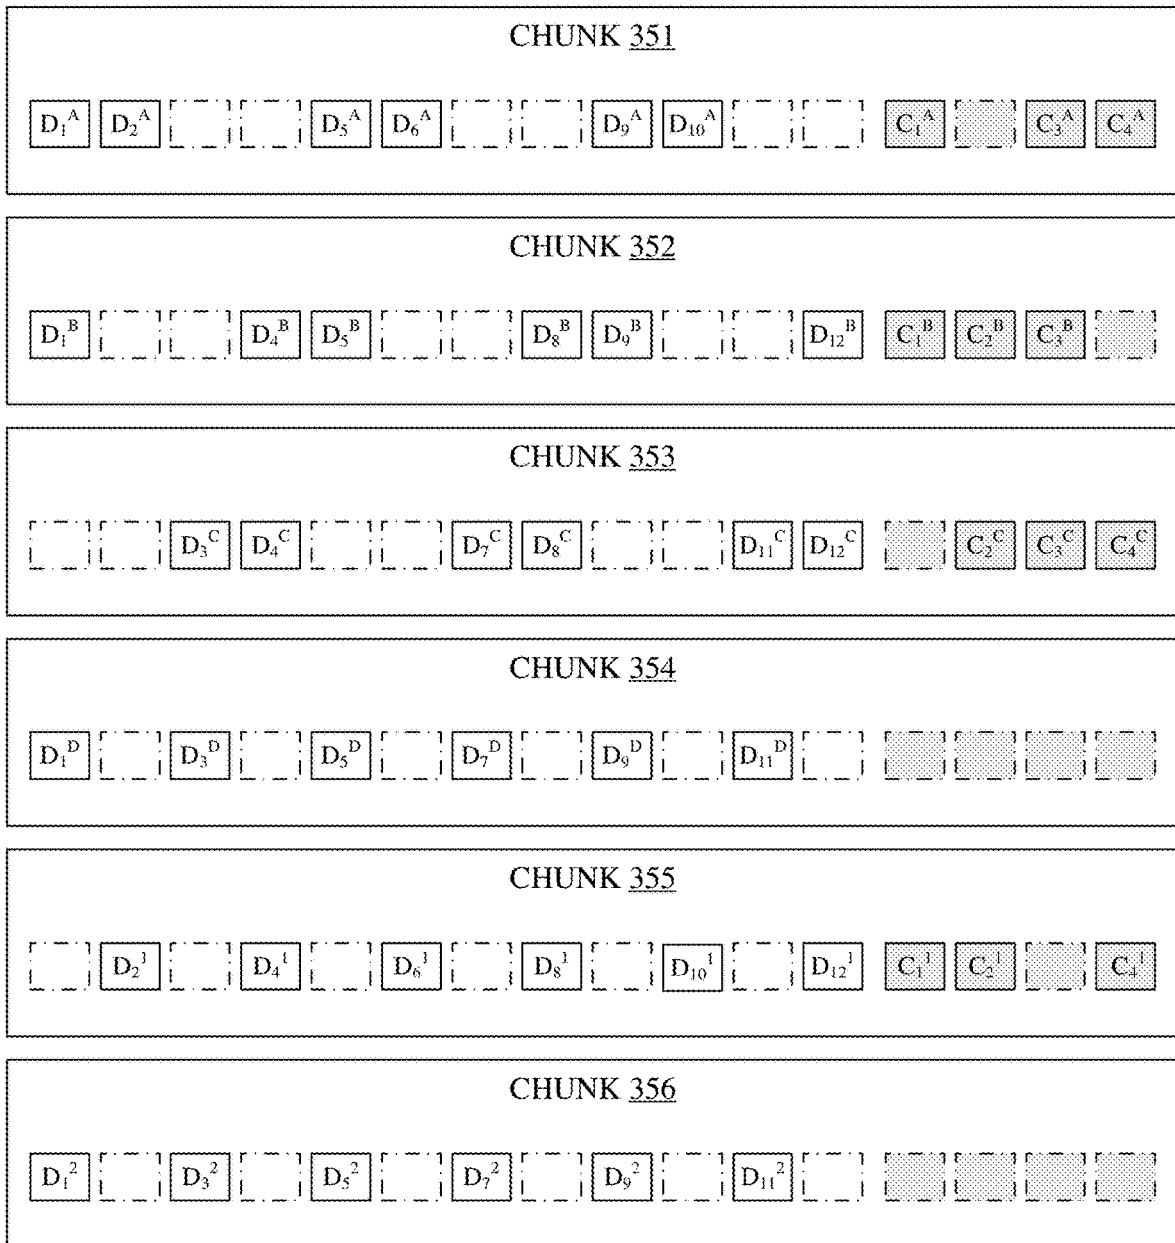 CHUNK 351
D₁ᴬ D₂ᴬ D₅ᴬ D₆ᴬ D₉ᴬ D₁₀ᴬ C₁ᴬ C₃ᴬ C₄ᴬ
CHUNK 352
D₁ᴮ D₄ᴮ D₅ᴮ D₈ᴮ D₉ᴮ D₁₂ᴮ C₁ᴮ C₂ᴮ C₃ᴮ
CHUNK 353
D₃ᶜ D₄ᶜ D₇ᶜ D₈ᶜ D₁₁ᶜ D₁₂ᶜ C₂ᶜ C₃ᶜ C₄ᶜ
CHUNK 354
D₁ᴰ D₃ᴰ D₅ᴰ D₇ᴰ D₉ᴰ D₁₁ᴰ
CHUNK 355
D₂¹ D₄¹ D₆¹ D₈¹ D₁₀¹ D₁₂¹ C₁¹ C₂¹ C₄¹
CHUNK 356
D₁² D₃² D₅² D₇² D₉² D₁₁²